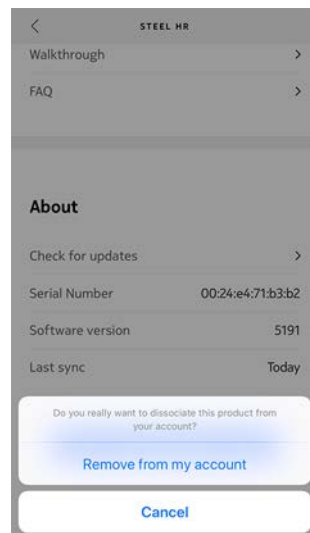 STEEL HR
Walkthrough
FAQ
About
Check for updates
Serial Number 00:24:e4:71:b3:b2
Software version 5191
Last sync Today
Do you really want to dissociate this product from
your account?
Remove from my account
Cancel